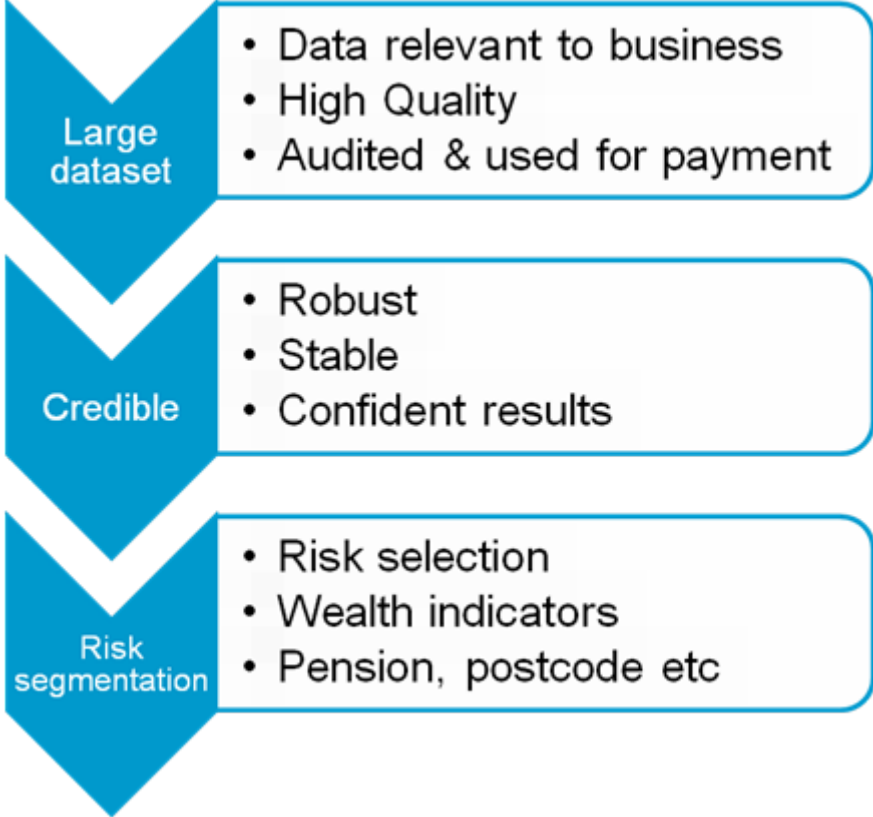 Large
dataset
• Data relevant to business
• High Quality
• Audited & used for payment
Credible
• Robust
• Stable
• Confident results
Risk
segmentation
• Risk selection
• Wealth indicators
• Pension, postcode etc